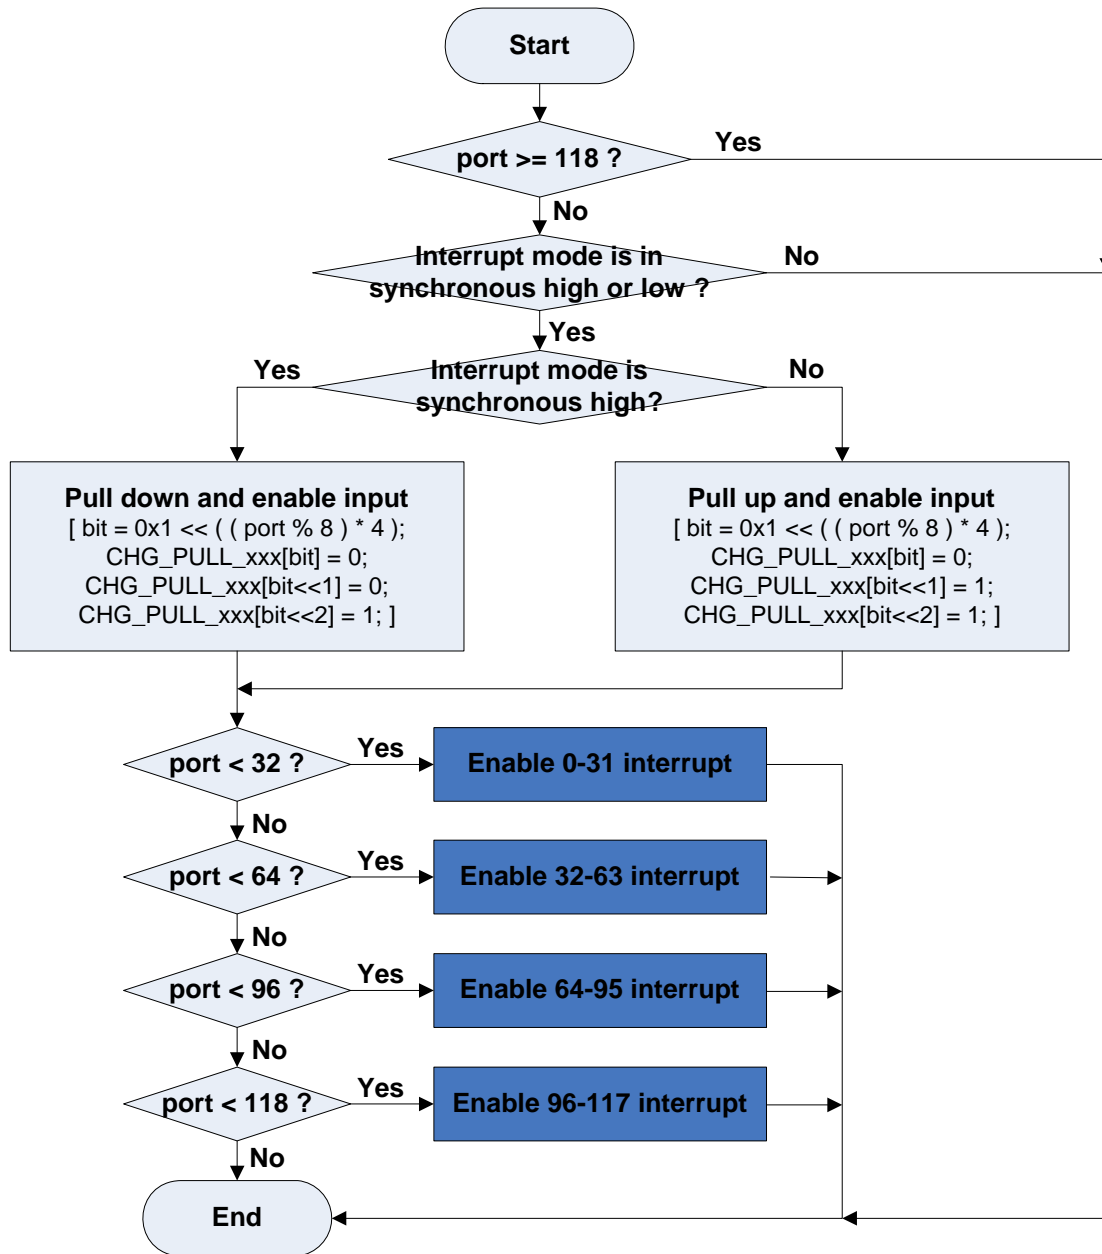 Start
port >= 118 ?
Yes
No
Interrupt mode is in
synchronous high or low ?
No
Yes
Interrupt mode is
synchronous high?
Yes
No
Pull down and enable input
[ bit = 0x1 << ( ( port % 8 ) * 4 );
CHG_PULL_xxx[bit] = 0;
CHG_PULL_xxx[bit<<1] = 0;
CHG_PULL_xxx[bit<<2] = 1; ]
Pull up and enable input
[ bit = 0x1 << ( ( port % 8 ) * 4 );
CHG_PULL_xxx[bit] = 0;
CHG_PULL_xxx[bit<<1] = 1;
CHG_PULL_xxx[bit<<2] = 1; ]
port < 32 ?
Yes
Enable 0-31 interrupt
No
port < 64 ?
Yes
Enable 32-63 interrupt
No
port < 96 ?
Yes
Enable 64-95 interrupt
No
port < 118 ?
Yes
Enable 96-117 interrupt
No
End